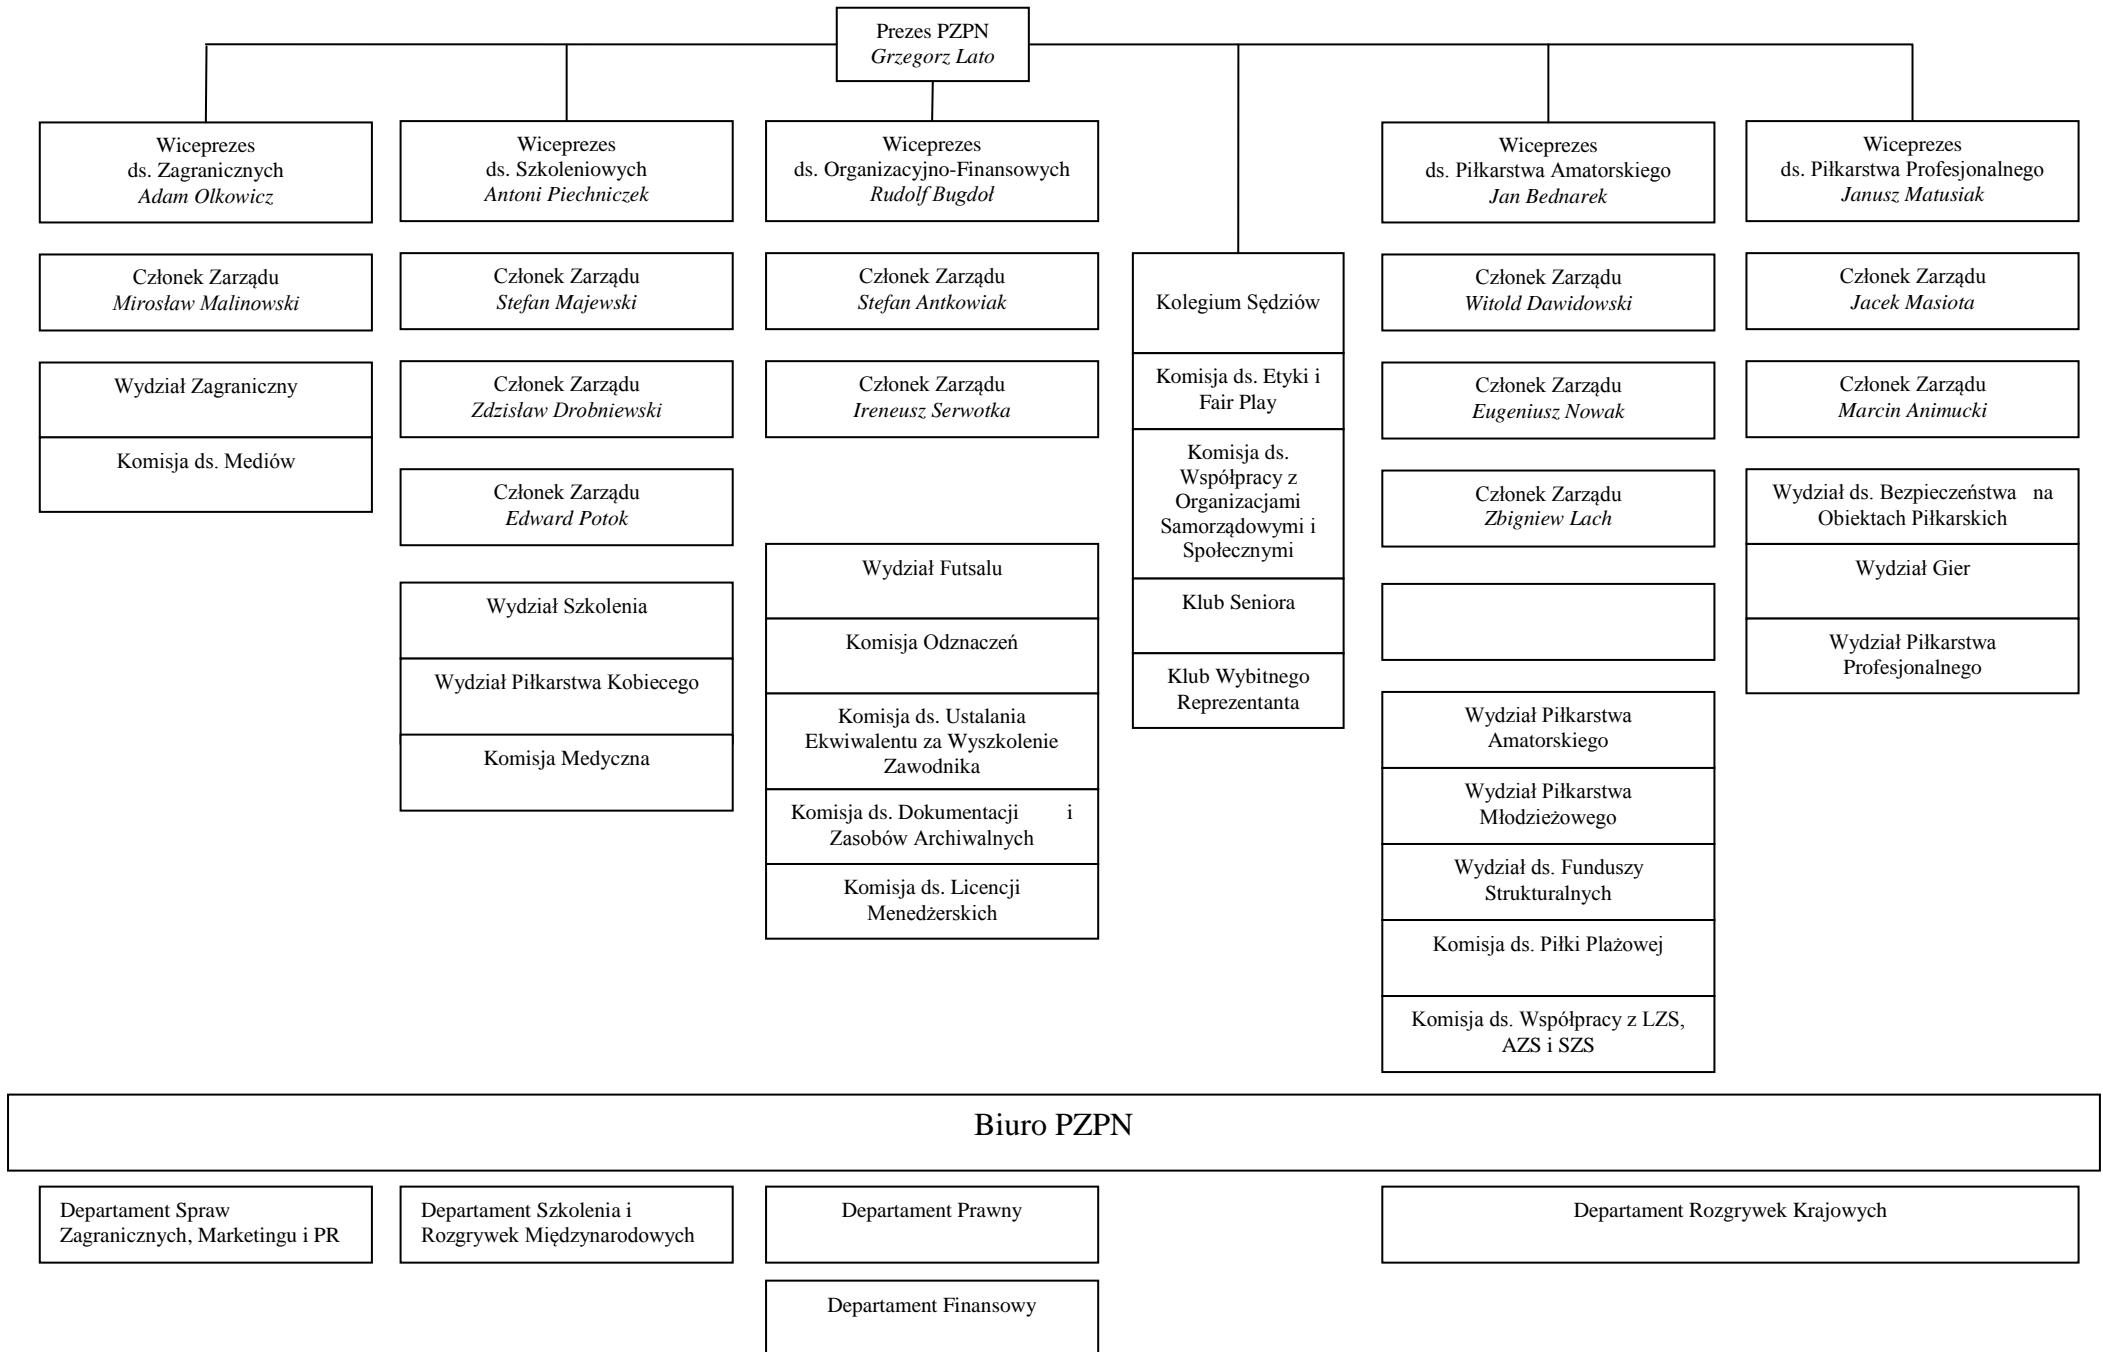 Prezes PZPN
Grzegorz Lato
Wiceprezes
ds. Zagranicznych
Adam Olkowicz
Wiceprezes
ds. Szkoleniowych
Antoni Piechniczek
Wiceprezes
ds. Organizacyjno-Finansowych
Rudolf Bugdoł
Wiceprezes
ds. Piłkarstwa Amatorskiego
Jan Bednarek
Wiceprezes
ds. Piłkarstwa Profesjonalnego
Janusz Matusiak
Członek Zarządu
Mirosław Malinowski
Członek Zarządu
Stefan Majewski
Członek Zarządu
Stefan Antkowiak
Kolegium Sędziów
Członek Zarządu
Witold Dawidowski
Członek Zarządu
Jacek Masiota
Wydział Zagraniczny
Członek Zarządu
Zdzisław Drobniewski
Członek Zarządu
Ireneusz Serwotka
Komisja ds. Etyki i
Fair Play
Członek Zarządu
Eugeniusz Nowak
Członek Zarządu
Marcin Animucki
Komisja ds. Mediów
Członek Zarządu
Edward Potok
Komisja ds.
Współpracy z
Organizacjami
Samorządowymi i
Społecznymi
Członek Zarządu
Zbigniew Lach
Wydział ds. Bezpieczeństwa na
Obiektach Piłkarskich
Wydział Futsalu
Wydział Gier
Wydział Szkolenia
Klub Seniora
Komisja Odznaczeń
Wydział Piłkarstwa
Profesjonalnego
Wydział Piłkarstwa Kobiecego
Klub Wybitnego
Reprezentanta
Komisja ds. Ustalania
Ekwiwalentu za Wyszkolenie
Zawodnika
Wydział Piłkarstwa
Amatorskiego
Komisja Medyczna
Komisja ds. Dokumentacji i
Zasobów Archiwalnych
Wydział Piłkarstwa
Młodzieżowego
Komisja ds. Licencji
Menedżerskich
Wydział ds. Funduszy
Strukturalnych
Komisja ds. Piłki Plażowej
Komisja ds. Współpracy z LZS,
AZS i SZS
Biuro PZPN
Departament Spraw
Zagranicznych, Marketingu i PR
Departament Szkolenia i
Rozgrywek Międzynarodowych
Departament Prawny
Departament Rozgrywek Krajowych
Departament Finansowy